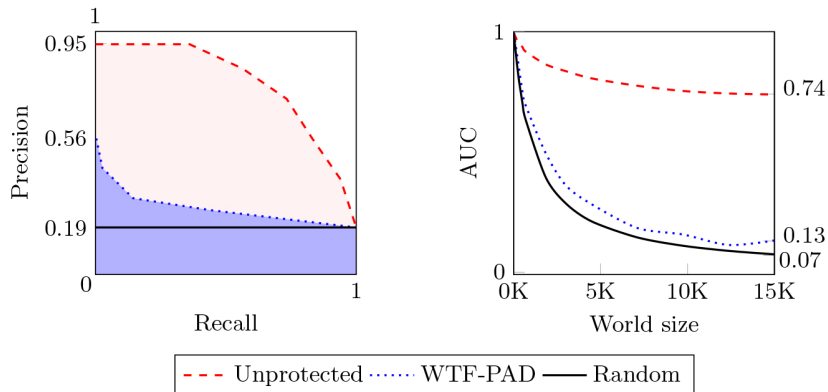 1
0.95
0.56
0.19
0
1
Precision
Recall
1
0
AUC
0.74
0.13
0.07
0K
5K
10K
15K
World size
Unprotected
WTF-PAD
Random